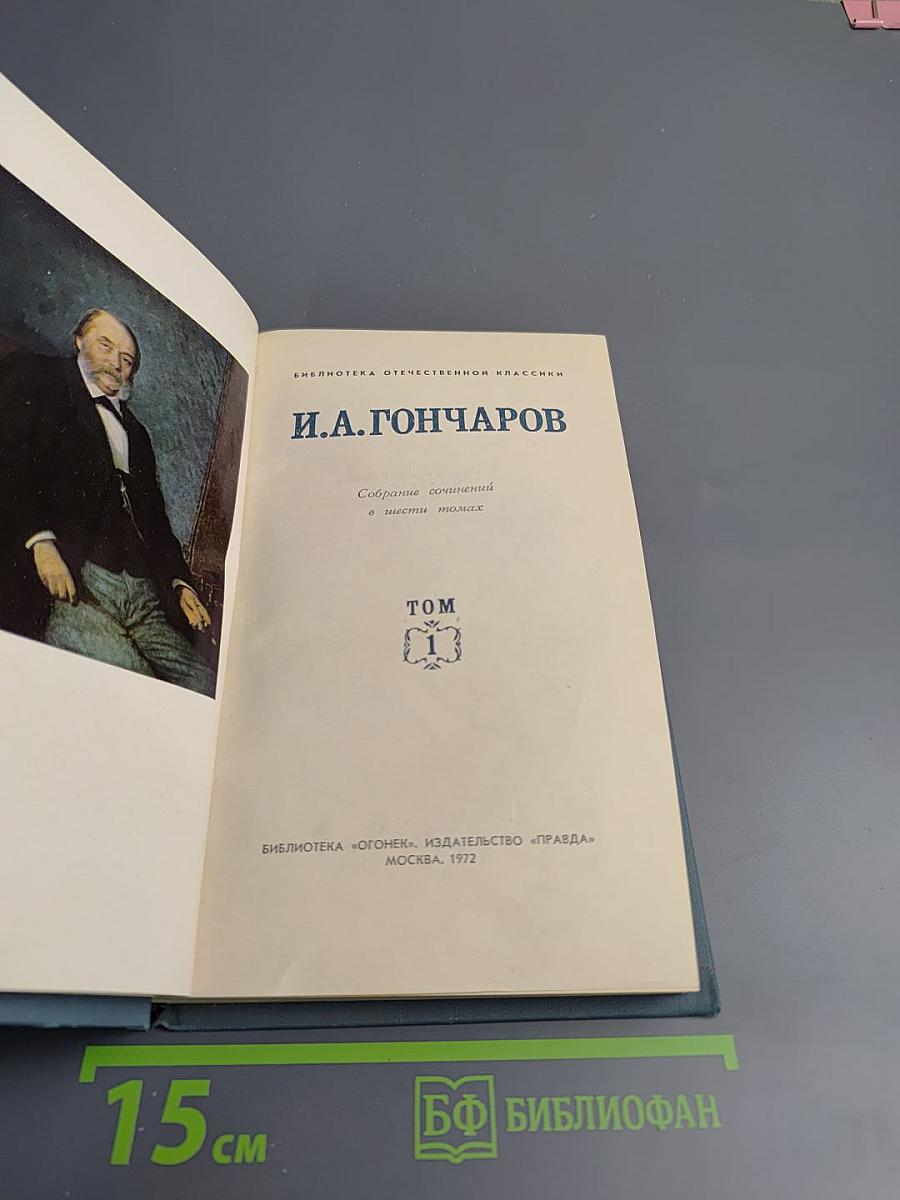 БИБЛИОТЕКА ОТЕЧЕСТВЕННОЙ КЛАССИКИ
И.А.ГОНЧАРОВ
Собрание сочинений
в шести томах
ТОМ
1
БИБЛИОТЕКА «ОГОНЕК». ИЗДАТЕЛЬСТВО «ПРАВДА»
МОСКВА. 1972
15 см
БФ БИБЛИОФАН